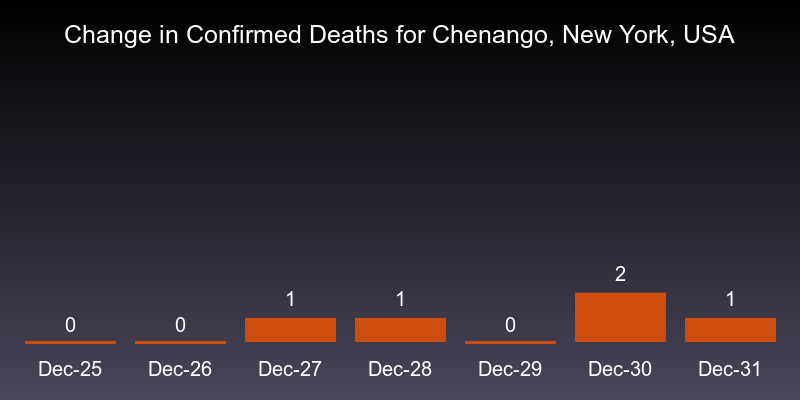 Change in Confirmed Deaths for Chenango, New York, USA
0 0 1 1 0 2 1
Dec-25 Dec-26 Dec-27 Dec-28 Dec-29 Dec-30 Dec-31